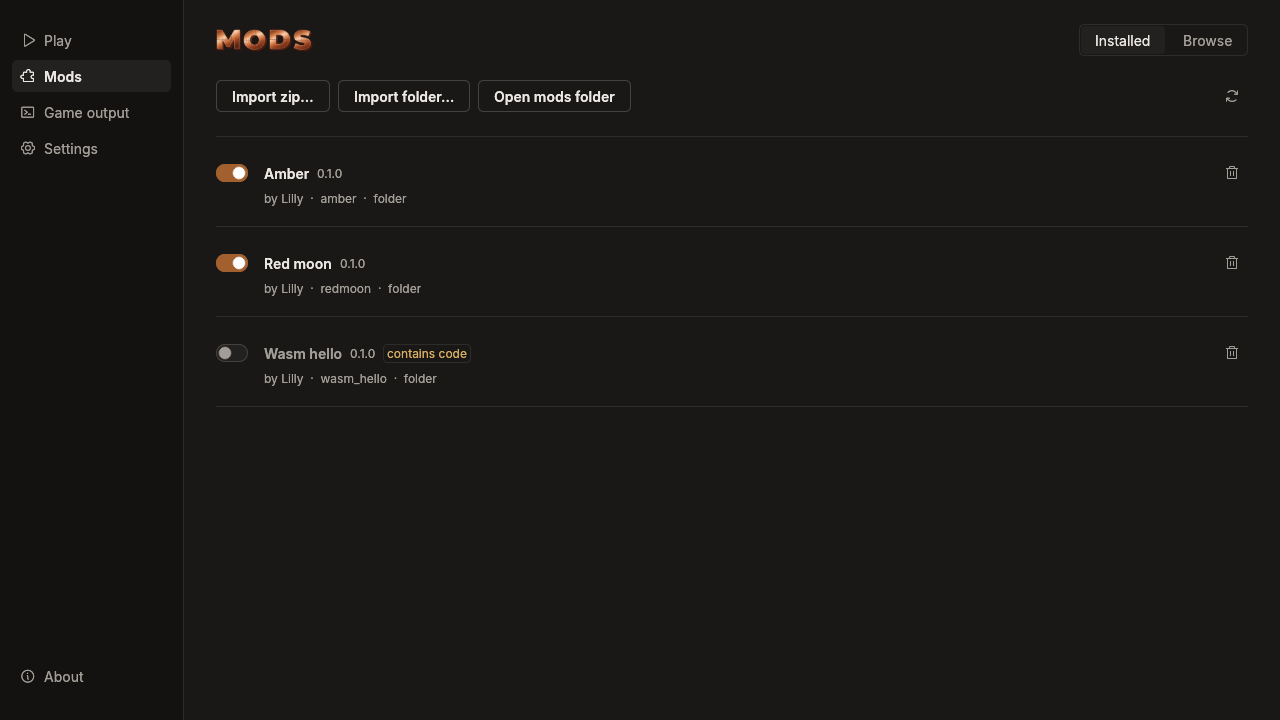 Play
Mods
Game output
Settings
About
MODS
Installed
Browse
Import zip...
Import folder...
Open mods folder
Amber 0.1.0
by Lilly · amber · folder
Red moon 0.1.0
by Lilly · redmoon · folder
Wasm hello 0.1.0 contains code
by Lilly · wasm_hello · folder